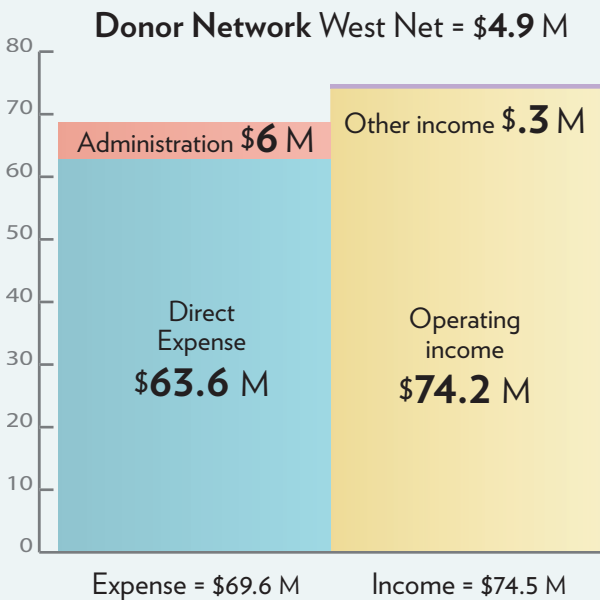 Donor Network West Net = $4.9 M
80
70
60
50
40
30
20
10
0
Administration $6 M
Other income $.3 M
Direct
Expense
$63.6 M
Operating
income
$74.2 M
Expense = $69.6 M
Income = $74.5 M